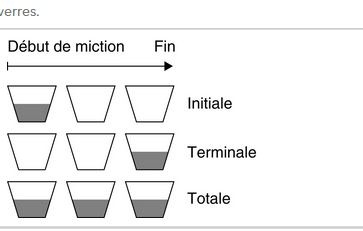 verres.
Début de miction Fin
Initiale
Terminale
Totale